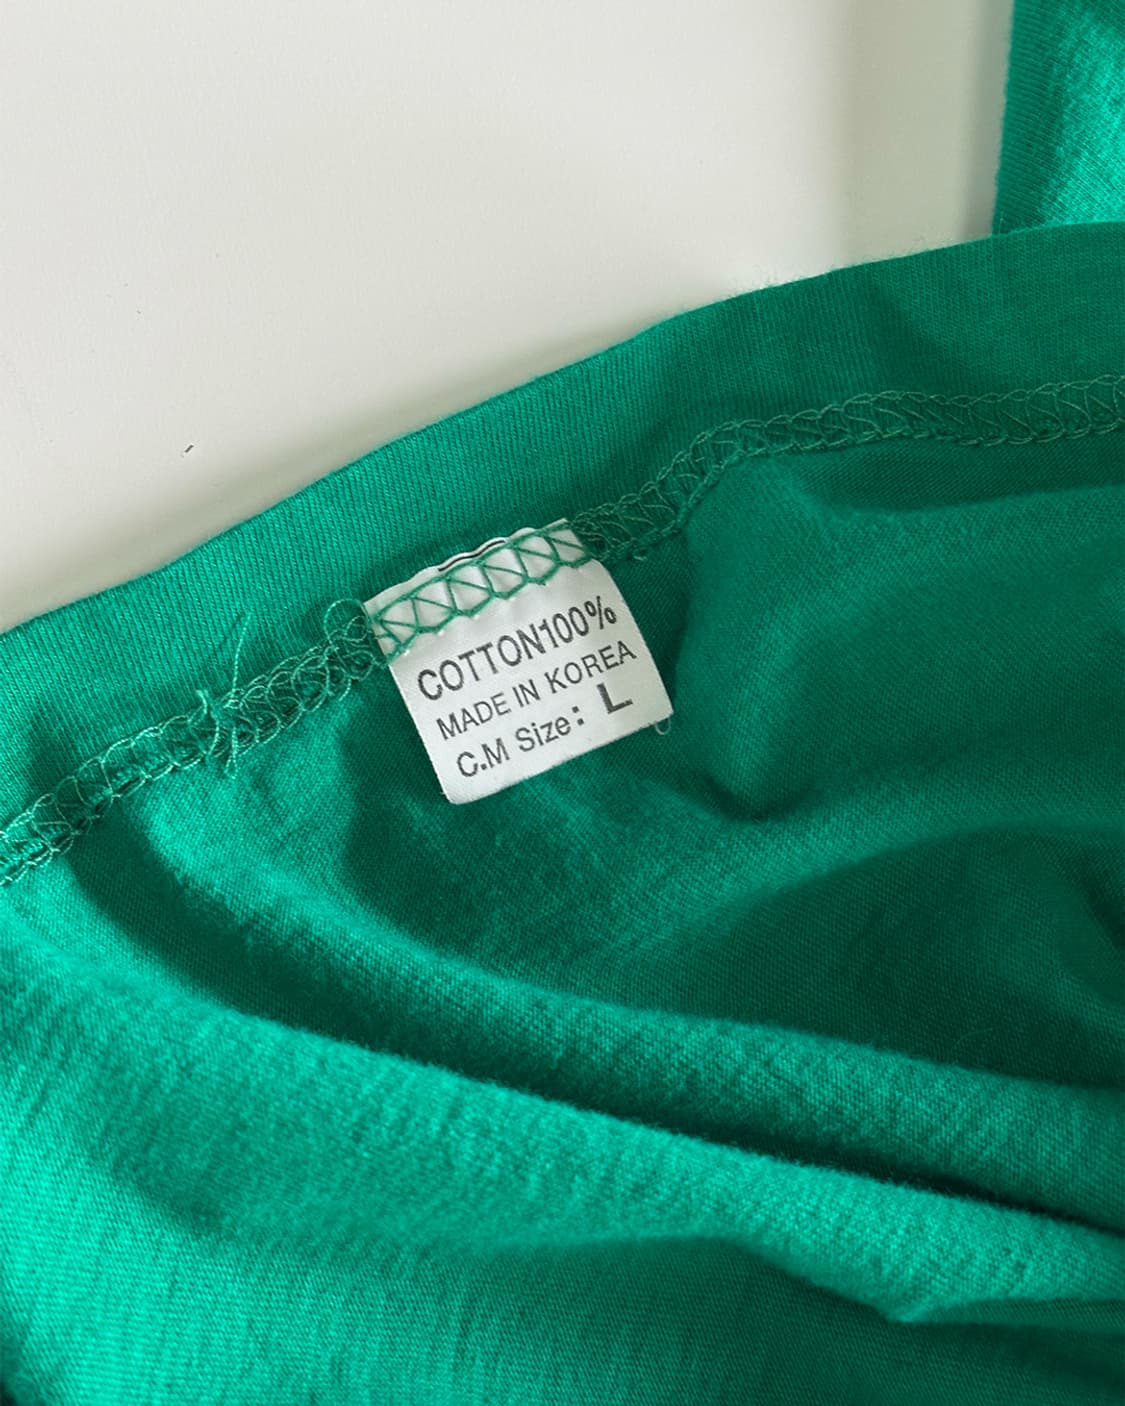 COTTON100%
MADE IN KOREA
C.M Size: L